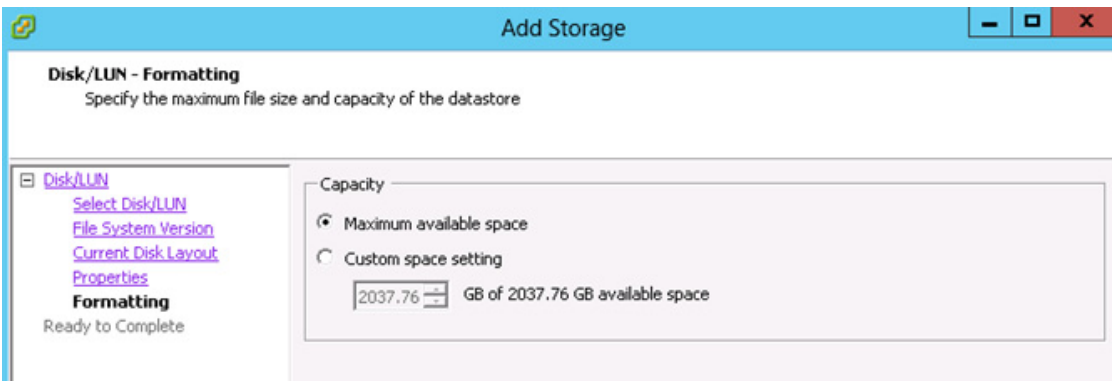 Add Storage
Disk/LUN - Formatting
Specify the maximum file size and capacity of the datastore
Disk/LUN
Select Disk/LUN
File System Version
Current Disk Layout
Properties
Formatting
Ready to Complete
Capacity
Maximum available space
Custom space setting
2037.76 GB of 2037.76 GB available space